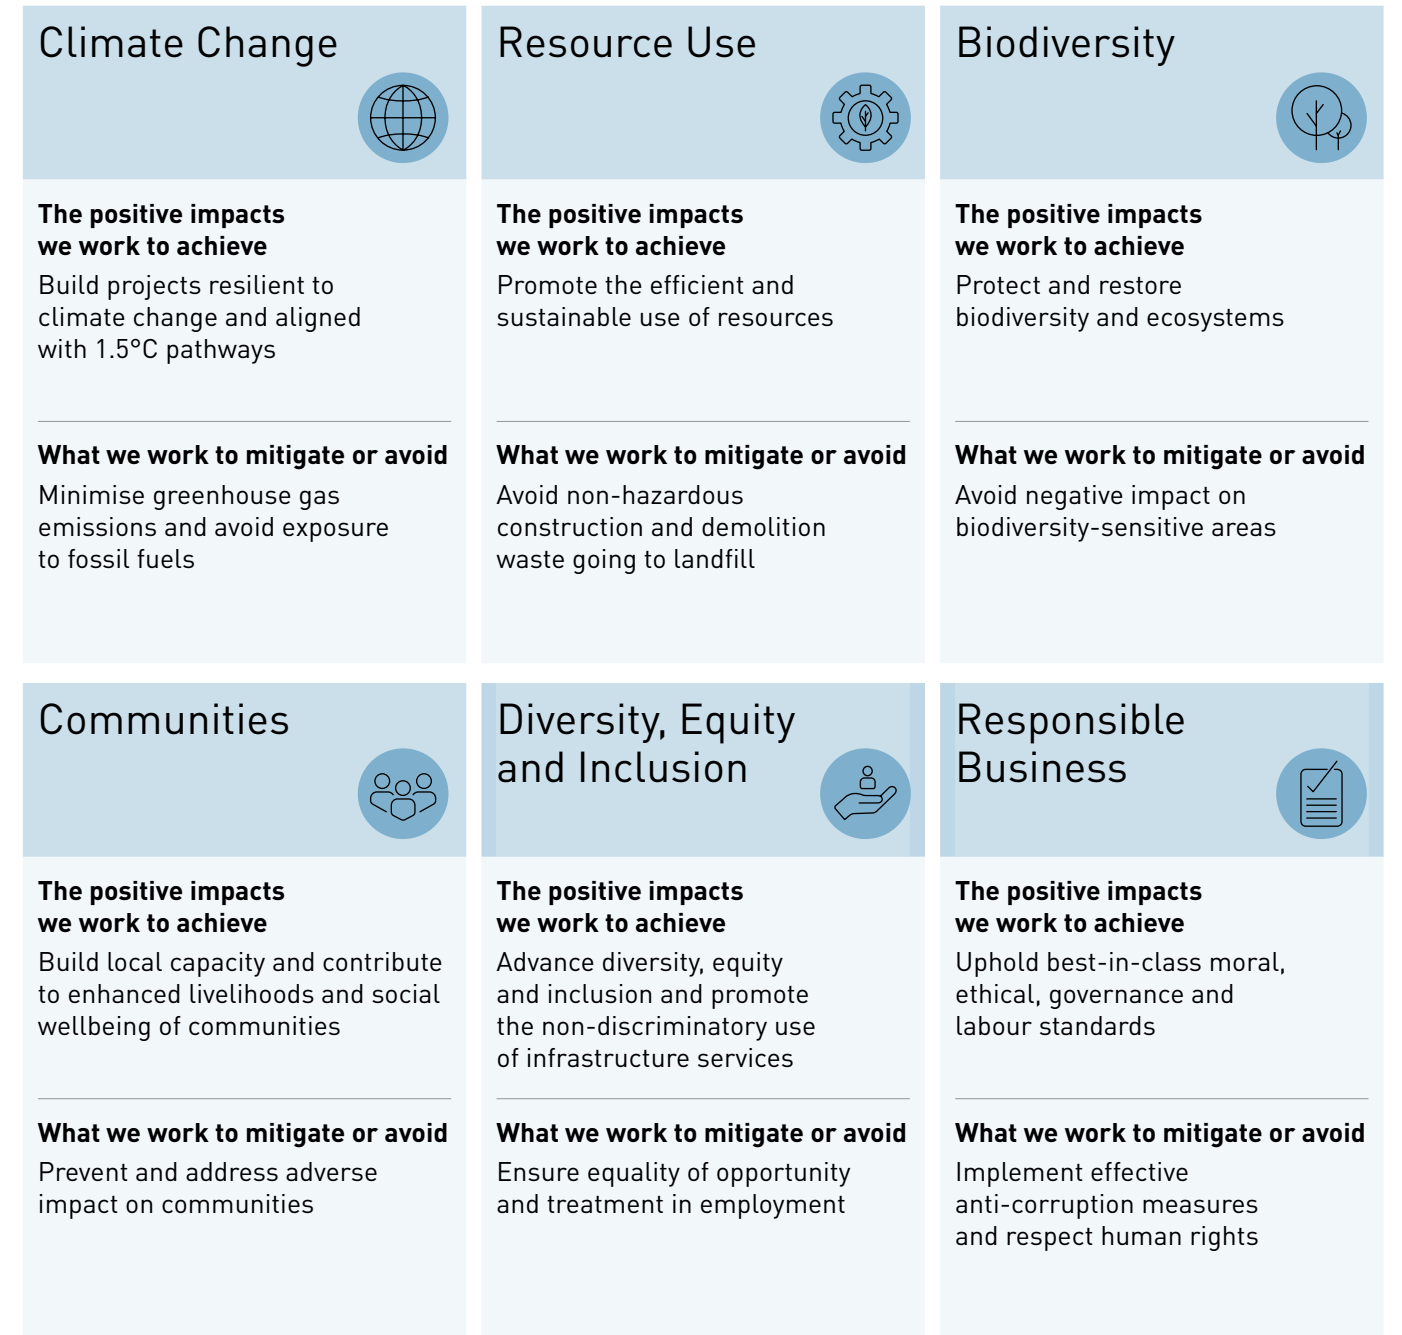 Climate Change
The positive impacts
we work to achieve
Build projects resilient to
climate change and aligned
with 1.5°C pathways
What we work to mitigate or avoid
Minimise greenhouse gas
emissions and avoid exposure
to fossil fuels
Resource Use
The positive impacts
we work to achieve
Promote the efficient and
sustainable use of resources
What we work to mitigate or avoid
Avoid non-hazardous
construction and demolition
waste going to landfill
Biodiversity
The positive impacts
we work to achieve
Protect and restore
biodiversity and ecosystems
What we work to mitigate or avoid
Avoid negative impact on
biodiversity-sensitive areas
Communities
The positive impacts
we work to achieve
Build local capacity and contribute
to enhanced livelihoods and social
wellbeing of communities
What we work to mitigate or avoid
Prevent and address adverse
impact on communities
Diversity, Equity
and Inclusion
The positive impacts
we work to achieve
Advance diversity, equity
and inclusion and promote
the non-discriminatory use
of infrastructure services
What we work to mitigate or avoid
Ensure equality of opportunity
and treatment in employment
Responsible
Business
The positive impacts
we work to achieve
Uphold best-in-class moral,
ethical, governance and
labour standards
What we work to mitigate or avoid
Implement effective
anti-corruption measures
and respect human rights